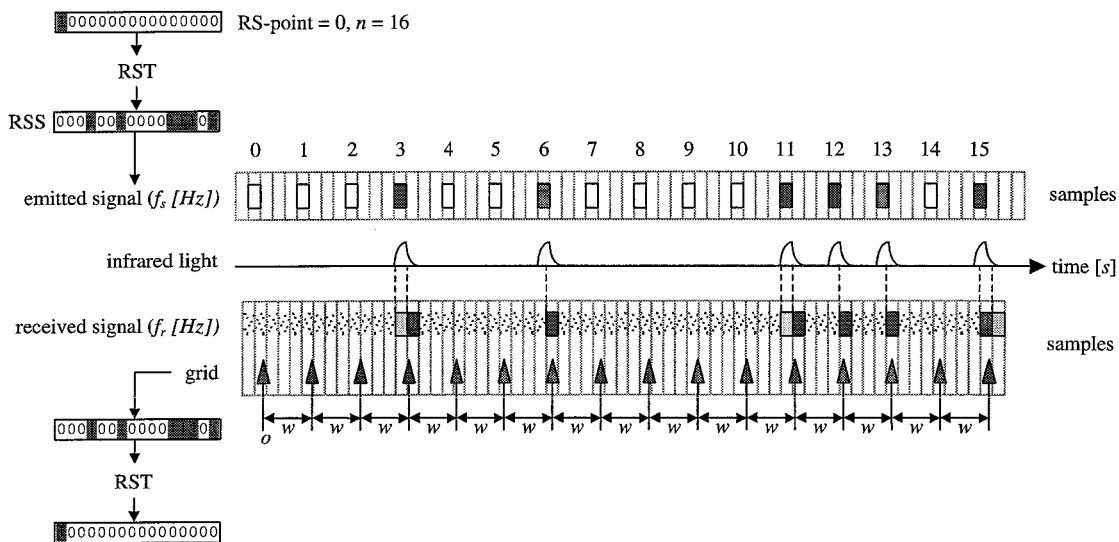 000000000000000
RS-point = 0, n = 16
RST
RSS
000 00 0000 0
0 1 2 3 4 5 6 7 8 9 10 11 12 13 14 15
emitted signal (fs [Hz])
samples
infrared light
time [s]
received signal (fr [Hz])
samples
grid
o w w w w w w w w w w w w w w w
000 00 0000 0
RST
000000000000000